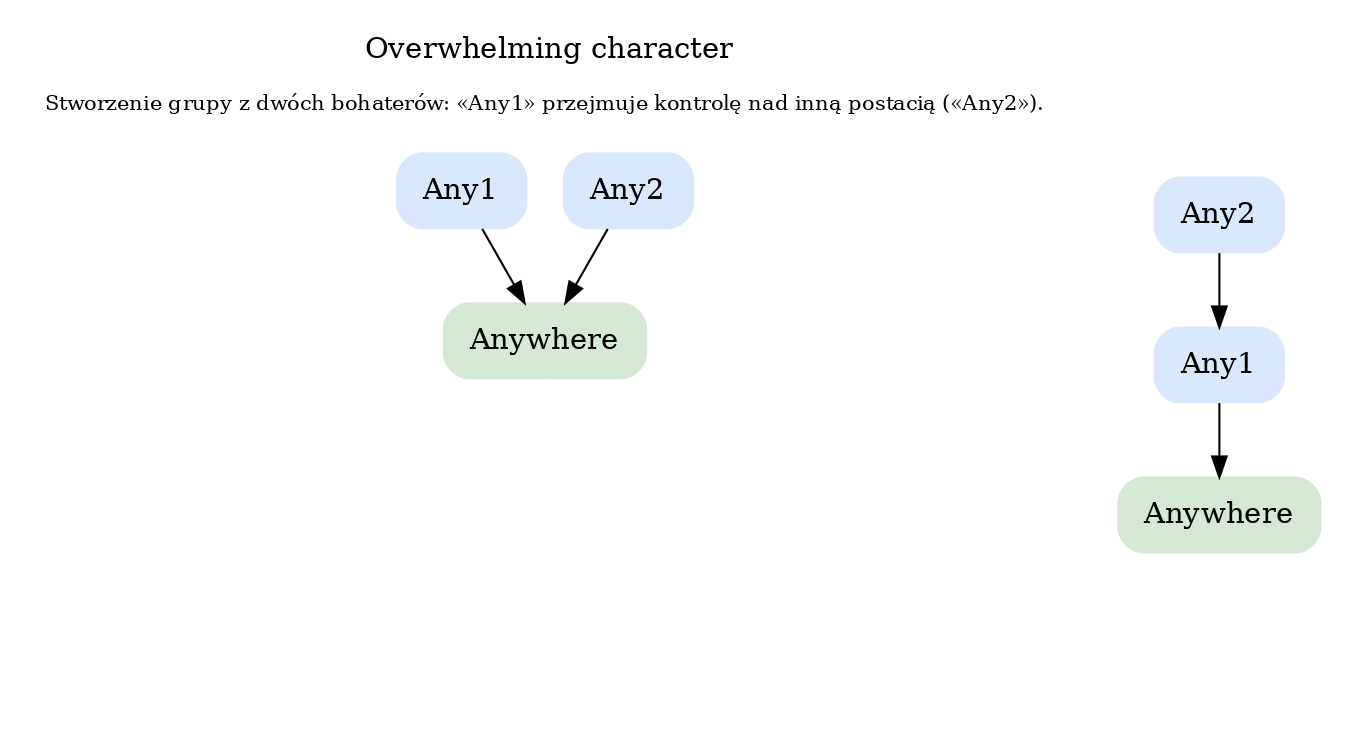 Overwhelming character
Stworzenie grupy z dwóch bohaterów: «Any1» przejmuje kontrolę nad inną postacią («Any2»).
Any1
Any2
Anywhere
Any2
Any1
Anywhere